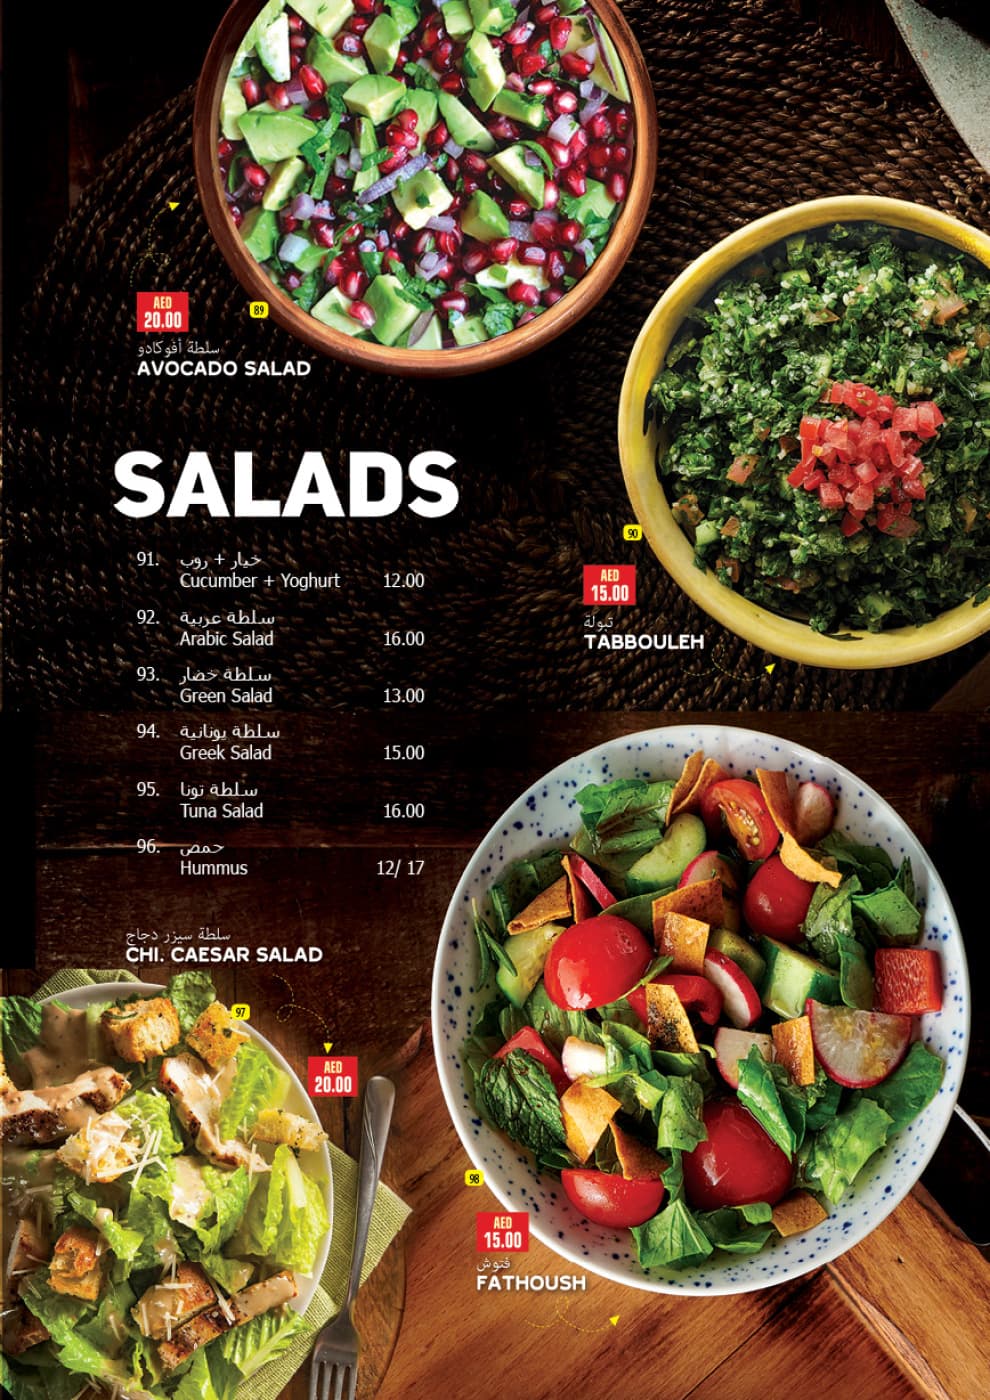 AED
20.00
89
سلطة أفوكادو
AVOCADO SALAD
SALADS
91. خيار + روب
Cucumber + Yoghurt 12.00
92. سلطة عربية
Arabic Salad 16.00
93. سلطة خضار
Green Salad 13.00
94. سلطة يونانية
Greek Salad 15.00
95. سلطة تونا
Tuna Salad 16.00
96. حمص
Hummus 12/ 17
90
AED
15.00
تبولة
TABBOULEH
سلطة سيزر دجاج
CHI. CAESAR SALAD
97
AED
20.00
98
AED
15.00
فتوش
FATHOUSH